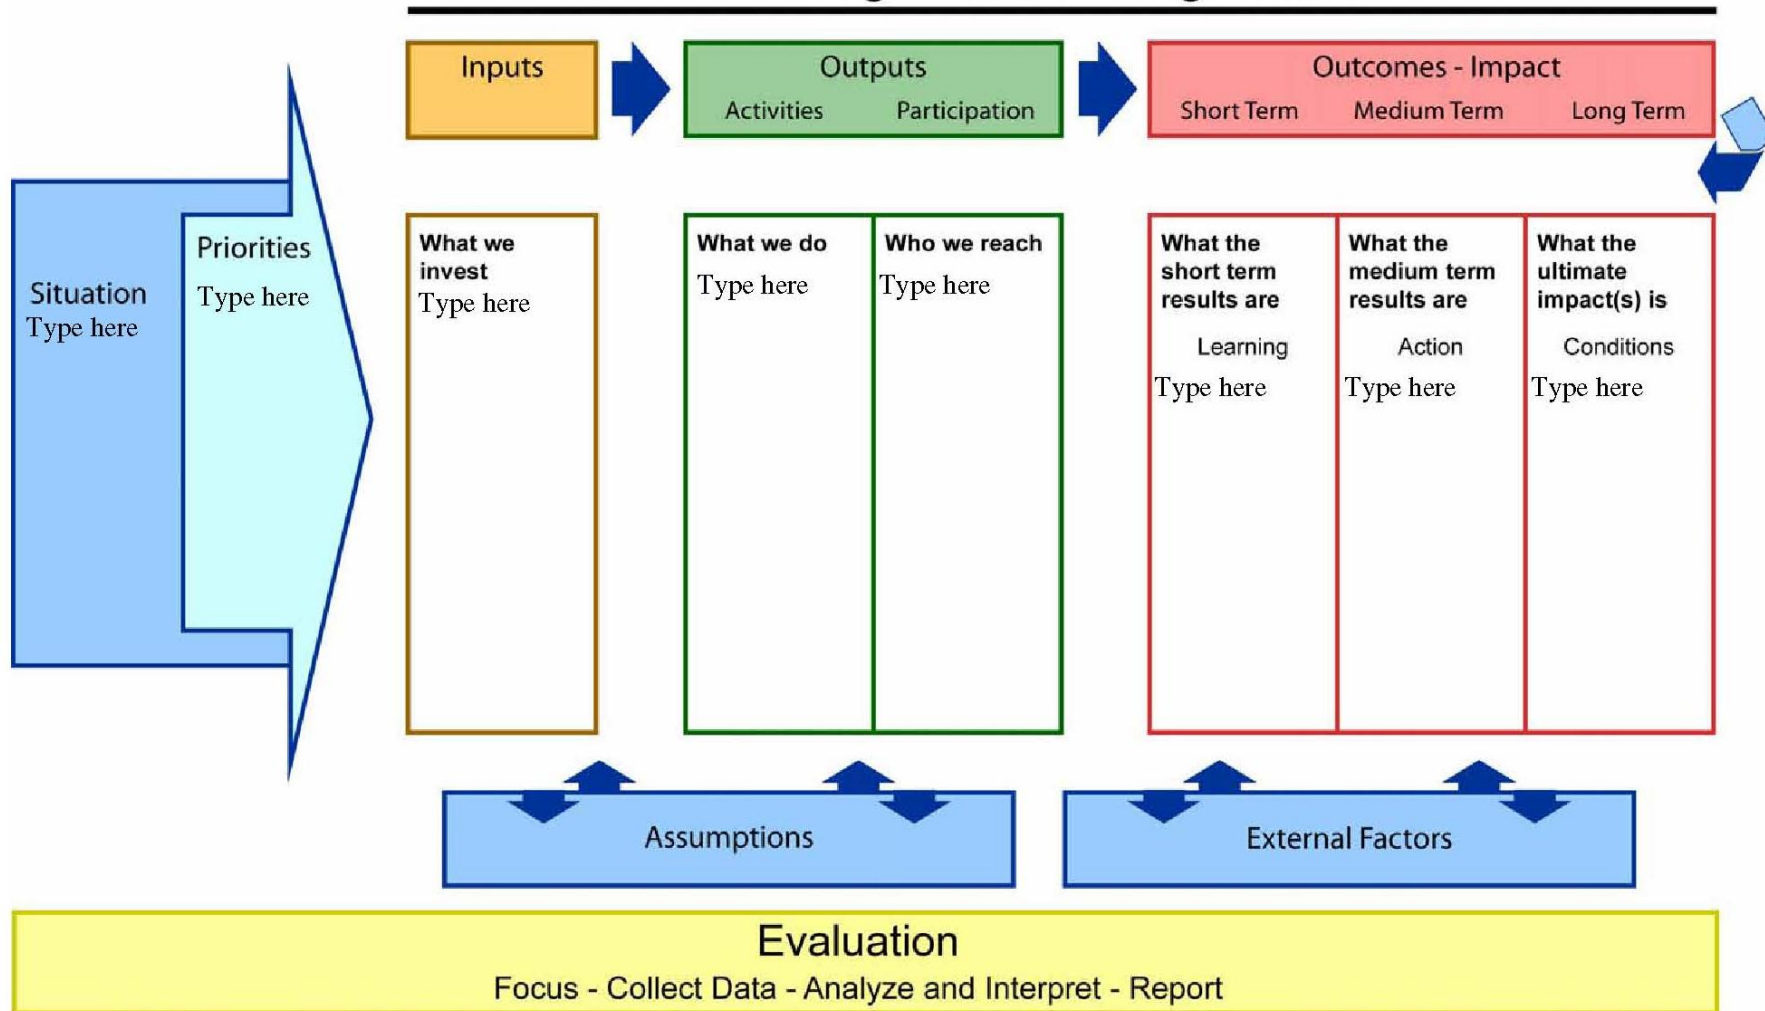 Inputs
Outputs
Activities Participation
Outcomes - Impact
Short Term Medium Term Long Term
Situation
Type here
Priorities
Type here
What we
invest
Type here
What we do
Type here
Who we reach
Type here
What the
short term
results are
Learning
Type here
What the
medium term
results are
Action
Type here
What the
ultimate
impact(s) is
Conditions
Type here
Assumptions
External Factors
Evaluation
Focus - Collect Data - Analyze and Interpret - Report